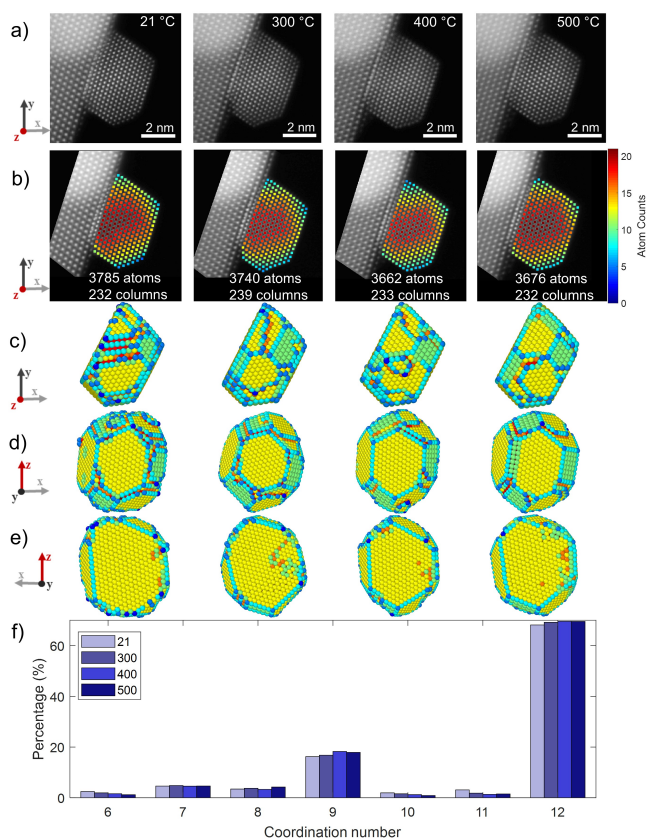 a)
21 °C
300 °C
400 °C
500 °C
2 nm
2 nm
2 nm
2 nm
y
x
z
b)
3785 atoms
232 columns
3740 atoms
239 columns
3662 atoms
233 columns
3676 atoms
232 columns
20
15
10
5
0
Atom Counts
y
x
z
c)
y
x
z
d)
z
y
x
e)
z
x
y
f)
Percentage (%)
60
40
20
0
21
300
400
500
6
7
8
9
10
11
12
Coordination number